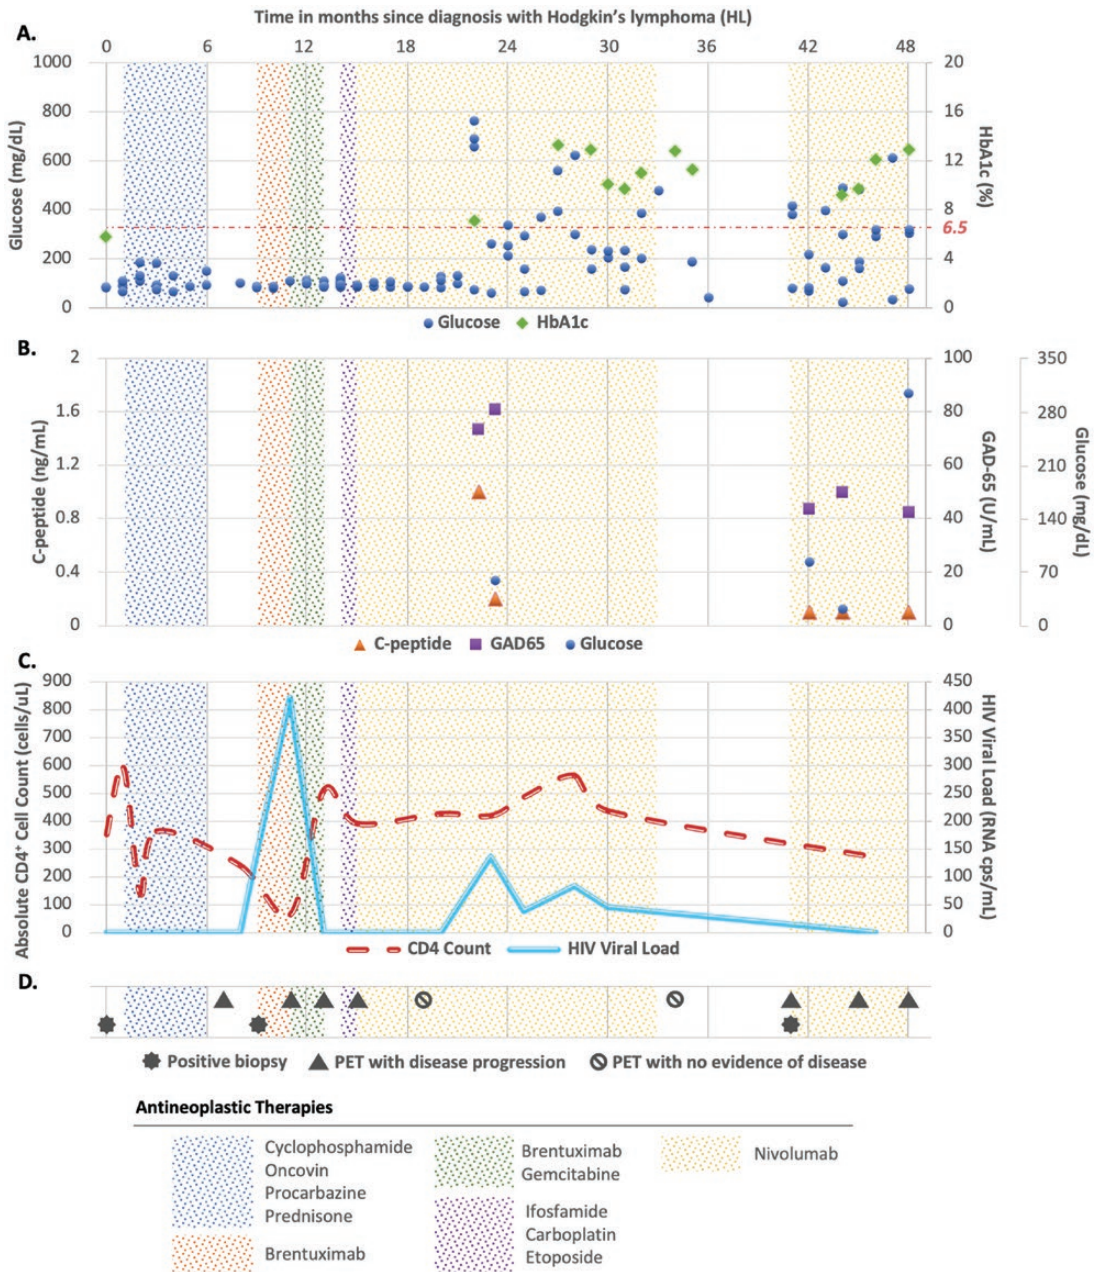 Time in months since diagnosis with Hodgkin's lymphoma (HL)
A.
0 6 12 18 24 30 36 42 48
1000 20
800 16
600 12
400 8
6.5
200 4
0 0
Glucose (mg/dL)
HbA1c (%)
Glucose HbA1c
B.
2 100 350
1.6 80 280
1.2 60 210
0.8 40 140
0.4 20 70
0 0 0
C-peptide (ng/mL)
GAD-65 (U/mL)
Glucose (mg/dL)
C-peptide GAD65 Glucose
C.
900 450
800 400
700 350
600 300
500 250
400 200
300 150
200 100
100 50
0 0
Absolute CD4⁺ Cell Count (cells/uL)
HIV Viral Load (RNA cps/mL)
CD4 Count HIV Viral Load
D.
Positive biopsy PET with disease progression PET with no evidence of disease
Antineoplastic Therapies
Cyclophosphamide
Oncovin
Procarbazine
Prednisone
Brentuximab
Brentuximab
Gemcitabine
Ifosfamide
Carboplatin
Etoposide
Nivolumab